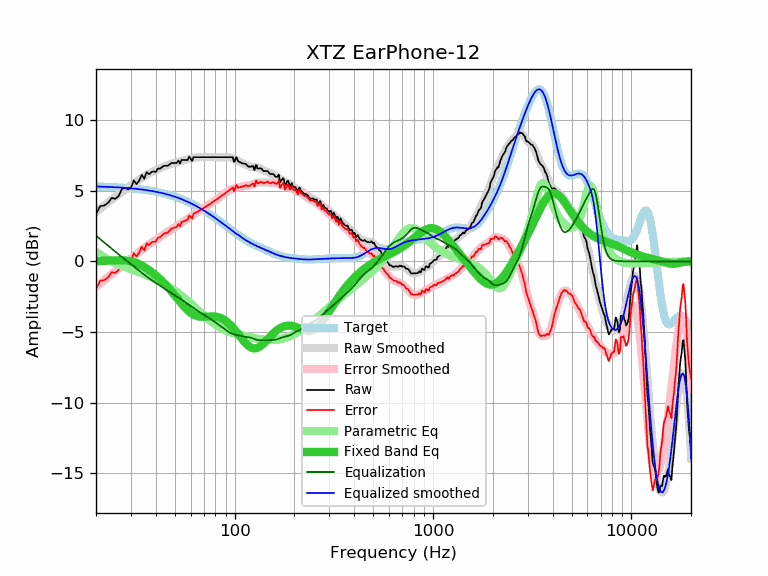 XTZ EarPhone-12
Amplitude (dBr)
10
5
0
−5
−10
−15
Target
Raw Smoothed
Error Smoothed
Raw
Error
Parametric Eq
Fixed Band Eq
Equalization
Equalized smoothed
100
1000
10000
Frequency (Hz)